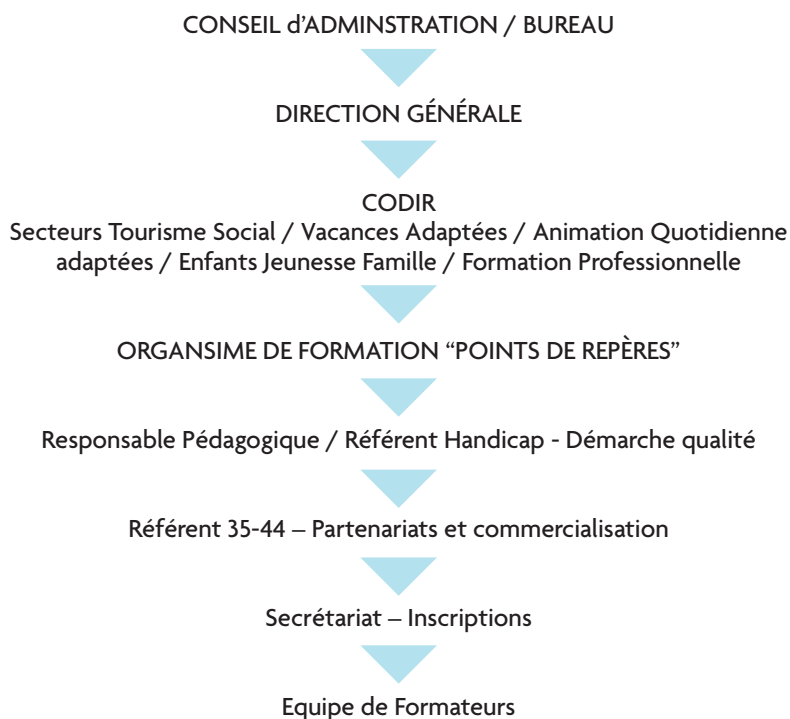 CONSEIL d'ADMINSTRATION / BUREAU
DIRECTION GÉNÉRALE
CODIR
Secteurs Tourisme Social / Vacances Adaptées / Animation Quotidienne
adaptées / Enfants Jeunesse Famille / Formation Professionnelle
ORGANSIME DE FORMATION “POINTS DE REPÈRES”
Responsable Pédagogique / Référent Handicap - Démarche qualité
Référent 35-44 – Partenariats et commercialisation
Secrétariat – Inscriptions
Equipe de Formateurs